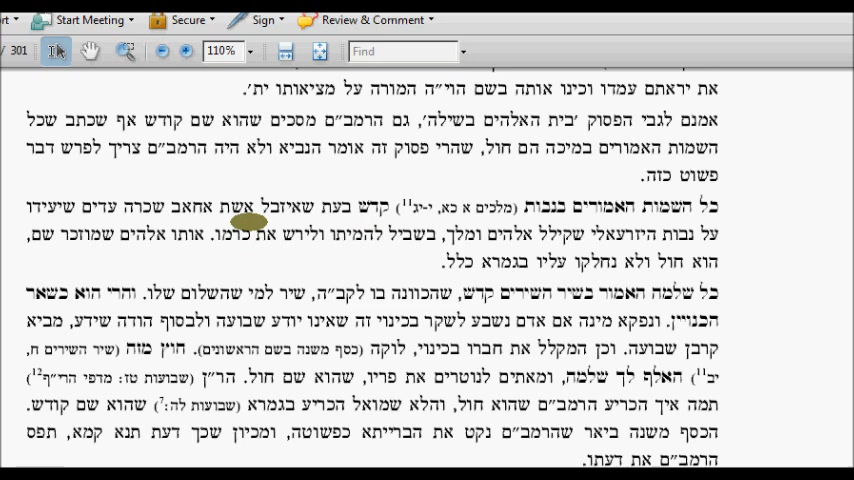 Start Meeting Secure Sign Review & Comment
/ 301 110% Find
את יראתם עמדו וכינו אותה בשם הוי"ה המורה על מציאותו ית'.
אמנם לגבי הפסוק 'בית האלהים בשילה', גם הרמב"ם מסכים שהוא שם קודש אף שכתב שכל
השמות האמורים במיכה הם חול, שהרי פסוק זה אומר הנביא ולא היה הרמב"ם צריך לפרש דבר
פשוט כזה.
כל השמות האמורים בנבות (מלכים א כא, י-יג11) קדש בעת שאיזבל אשת אחאב שכרה עדים שיעידו
על נבות היזרעאלי שקילל אלהים ומלך, בשביל להמיתו ולירש את כרמו. אותו אלהים שמוזכר שם,
הוא חול ולא נחלקו עליו בגמרא כלל.
כל שלמה האמור בשיר השירים קדש, שהכוונה בו לקב"ה, שיר למי שהשלום שלו. והרי הוא כשאר
הכנויין. ונפקא מינה אם אדם נשבע לשקר בכינוי זה שאינו יודע שבועה ולבסוף הודה שידע, מביא
קרבן שבועה. וכן המקלל את חברו בכינוי, לוקה (כסף משנה בשם הראשונים). חוץ מזה (שיר השירים ח,
יב11) האלף לך שלמה, ומאתים לנוטרים את פריו, שהוא שם חול. הר"ן (שבועות טז: מדפי הרי"ף12)
תמה איך הכריע הרמב"ם שהוא חול, והלא שמואל הכריע בגמרא (שבועות לה:7) שהוא שם קודש.
הכסף משנה ביאר שהרמב"ם נקט את הברייתא כפשוטה, ומכיון שכך דעת תנא קמא, תפס
הרמב"ם את דעתו.